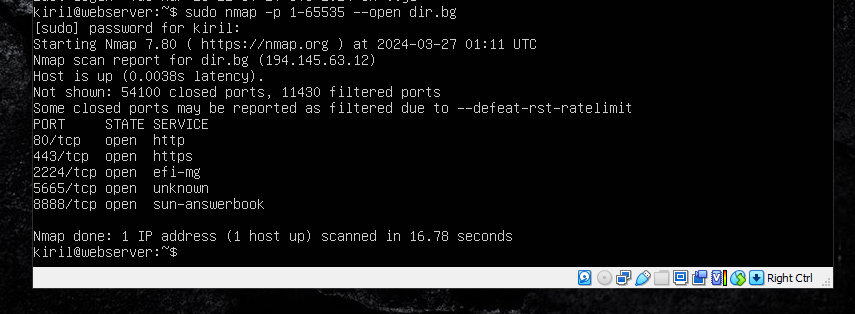 kiril@webserver:~$ sudo nmap -p 1-65535 --open dir.bg
[sudo] password for kiril:
Starting Nmap 7.80 ( https://nmap.org ) at 2024-03-27 01:11 UTC
Nmap scan report for dir.bg (194.145.63.12)
Host is up (0.0038s latency).
Not shown: 54100 closed ports, 11430 filtered ports
Some closed ports may be reported as filtered due to --defeat-rst-ratelimit
PORT     STATE SERVICE
80/tcp   open  http
443/tcp  open  https
2224/tcp open  efi-mg
5665/tcp open  unknown
8888/tcp open  sun-answerbook
Nmap done: 1 IP address (1 host up) scanned in 16.78 seconds
kiril@webserver:~$
Right Ctrl